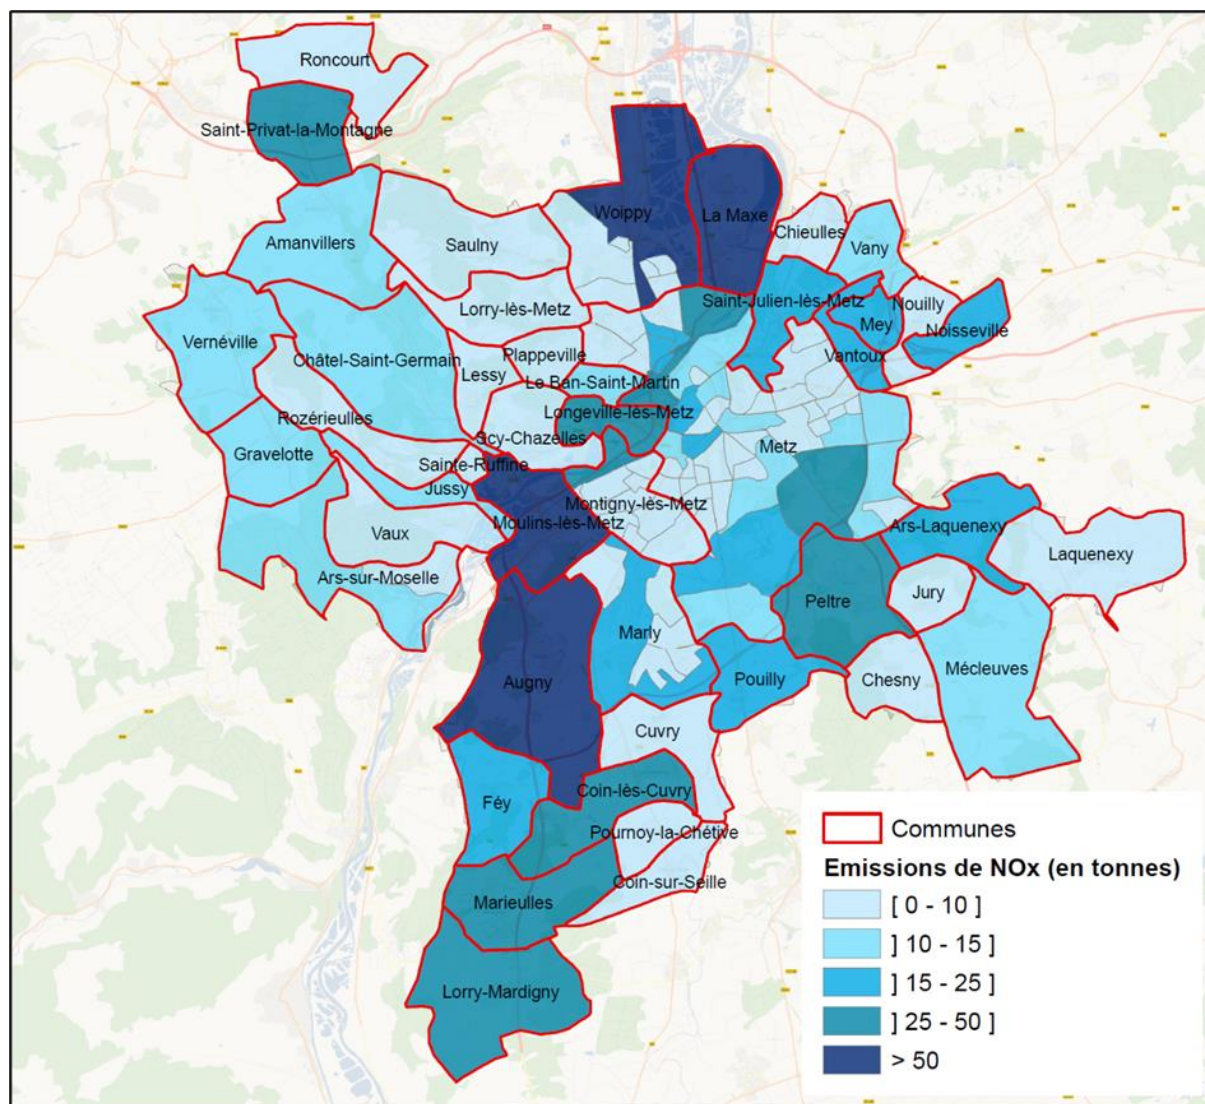 Roncourt
Saint-Privat-la-Montagne
Woippy
La Maxe
Chieulles
Amanvillers
Saulny
Vany
Lorry-lès-Metz
Saint-Julien-lès-Metz
Nouilly
Mey
Noisseville
Vernéville
Châtel-Saint-Germain
Plappeville
Vantoux
Lessy
Le Ban-Saint-Martin
Rozérieulles
Longeville-lès-Metz
Scy-Chazelles
Metz
Gravelotte
Sainte-Ruffine
Jussy
Montigny-lès-Metz
Moulins-lès-Metz
Ars-Laquenexy
Vaux
Laquenexy
Ars-sur-Moselle
Jury
Peltre
Marly
Mécleuves
Augny
Pouilly
Chesny
Cuvry
Féy
Coin-lès-Cuvry
Pournoy-la-Chétive
Coin-sur-Seille
Marieulles
Lorry-Mardigny
Communes
Emissions de NOx (en tonnes)
[ 0 - 10 ]
] 10 - 15 ]
] 15 - 25 ]
] 25 - 50 ]
> 50